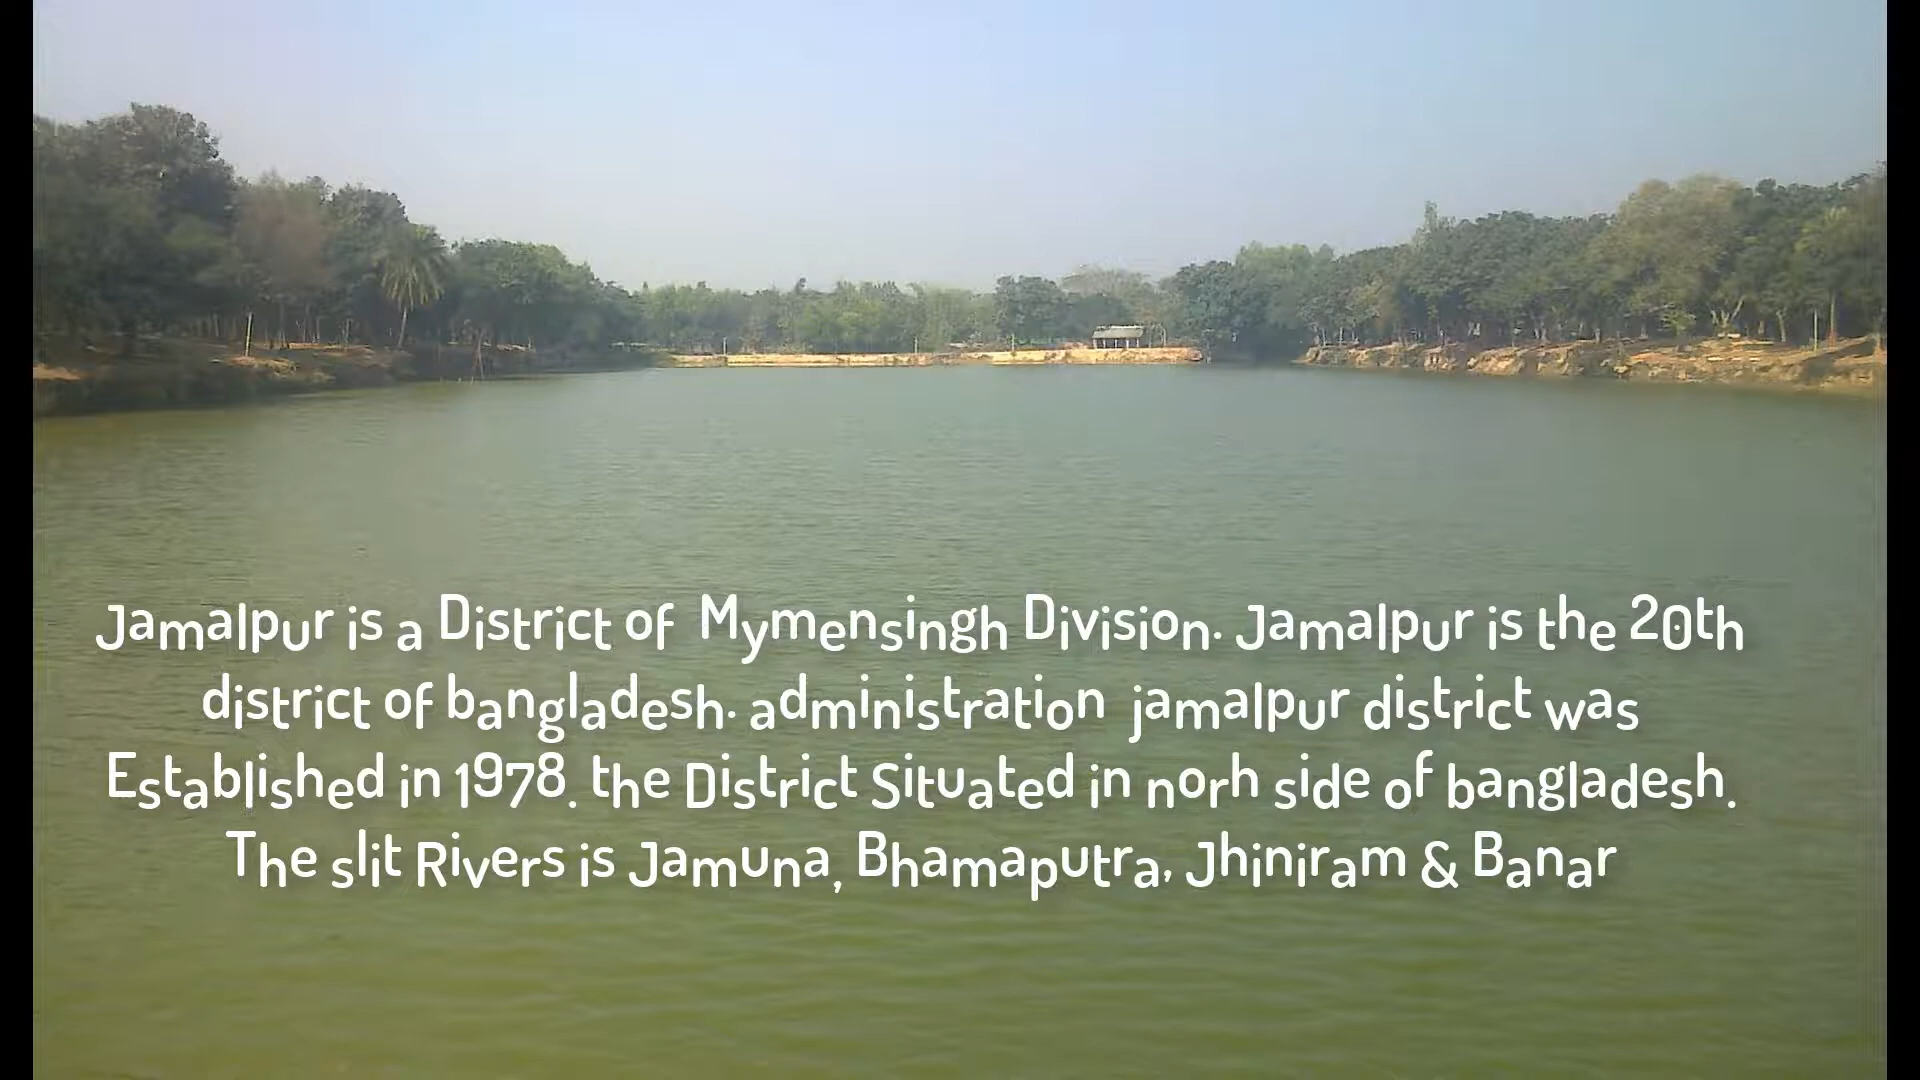 Jamalpur is a District of Mymensingh Division. Jamalpur is the 20th
district of bangladesh. administration jamalpur district was
Established in 1978. the District Situated in norh side of bangladesh.
The slit Rivers is Jamuna, Bhamaputra, Jhiniram & Banar